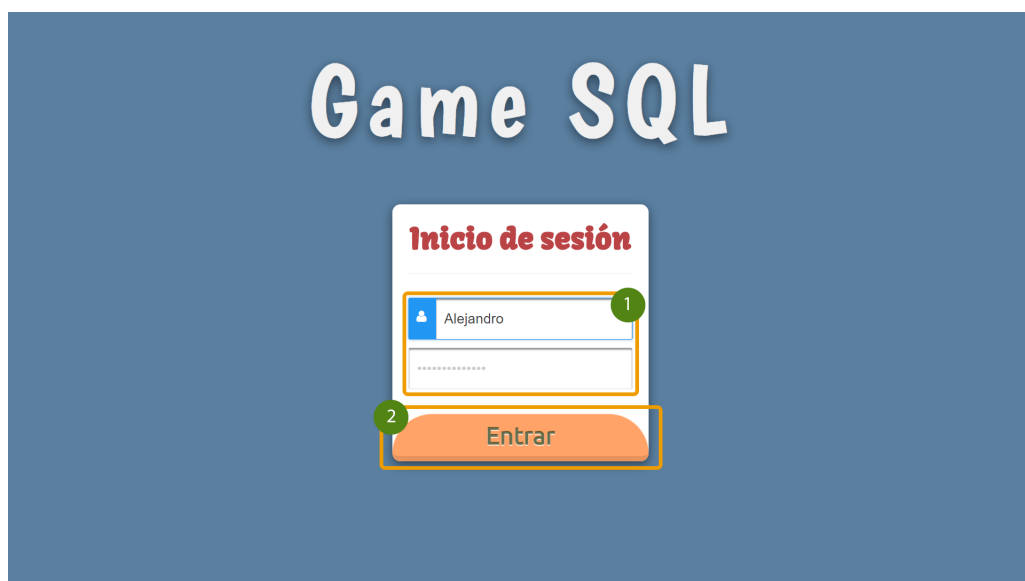 Game SQL
Inicio de sesión
1
Alejandro
••••••••••••••
2
Entrar